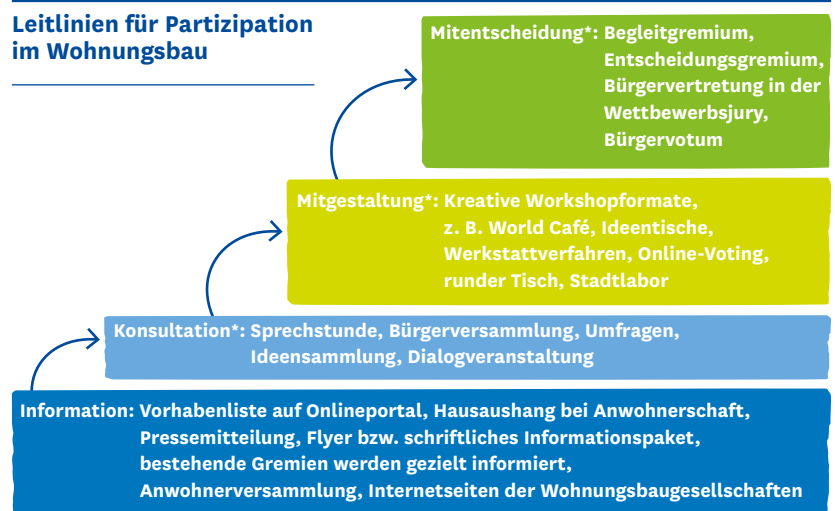 Leitlinien für Partizipation
im Wohnungsbau
Mitentscheidung*: Begleitgremium,
Entscheidungsgremium,
Bürgervertretung in der
Wettbewerbsjury,
Bürgervotum
Mitgestaltung*: Kreative Workshopformate,
z. B. World Café, Ideentische,
Werkstattverfahren, Online-Voting,
runder Tisch, Stadtlabor
Konsultation*: Sprechstunde, Bürgerversammlung, Umfragen,
Ideensammlung, Dialogveranstaltung
Information: Vorhabenliste auf Onlineportal, Hausaushang bei Anwohnerschaft,
Pressemitteilung, Flyer bzw. schriftliches Informationspaket,
bestehende Gremien werden gezielt informiert,
Anwohnerversammlung, Internetseiten der Wohnungsbaugesellschaften